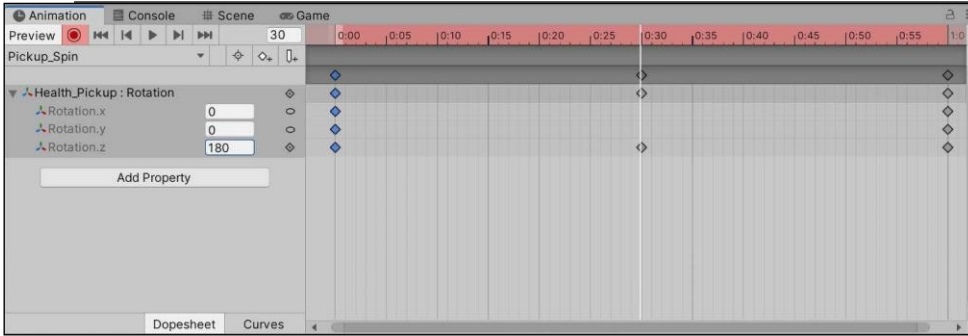 Animation Console Scene Game
Preview 30 0:00 0:05 0:10 0:15 0:20 0:25 0:30 0:35 0:40 0:45 0:50 0:55 1:0
Pickup_Spin
Health_Pickup : Rotation
Rotation.x 0
Rotation.y 0
Rotation.z 180
Add Property
Dopesheet Curves